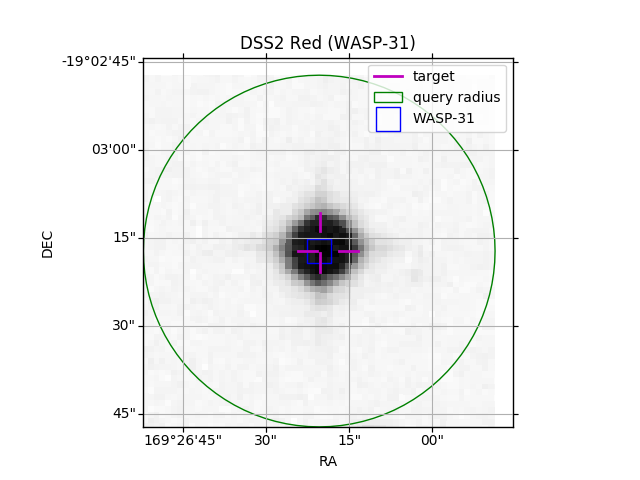 DSS2 Red (WASP-31)
target
query radius
WASP-31
-19°02'45"
03'00"
15"
30"
45"
DEC
169°26'45"
30"
15"
00"
RA